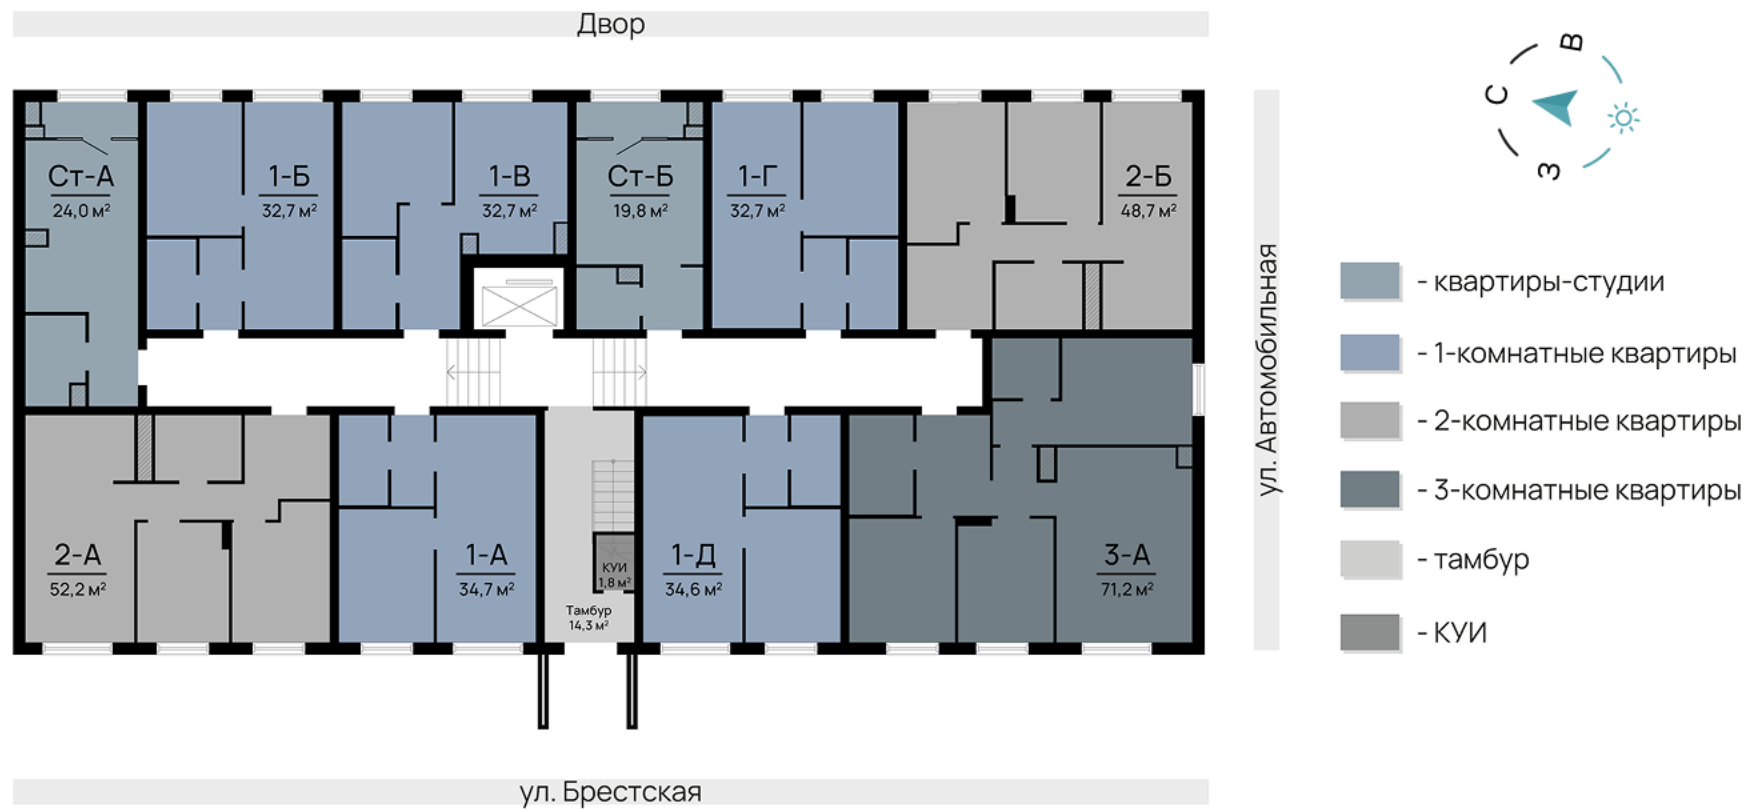 Двор
В
С
З
Ст-А
24,0 м²
1-Б
32,7 м²
1-В
32,7 м²
Ст-Б
19,8 м²
1-Г
32,7 м²
2-Б
48,7 м²
ул. Автомобильная
- квартиры-студии
- 1-комнатные квартиры
- 2-комнатные квартиры
- 3-комнатные квартиры
- тамбур
- КУИ
2-А
52,2 м²
1-А
34,7 м²
КУИ
1,8 м²
Тамбур
14,3 м²
1-Д
34,6 м²
3-А
71,2 м²
ул. Брестская